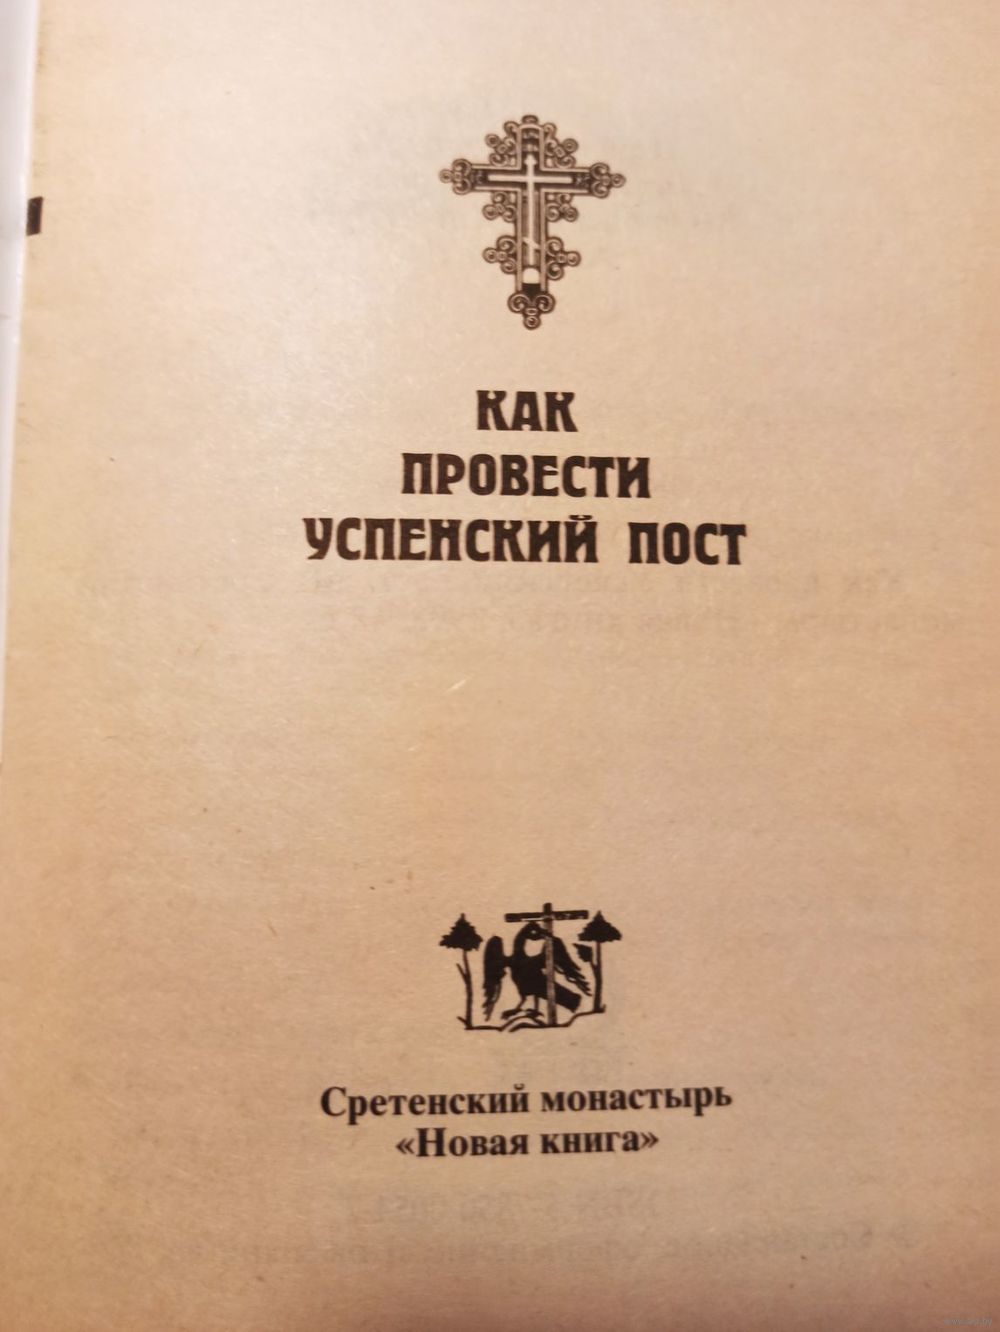 КАК
ПРОВЕСТИ
УСПЕНСКИЙ ПОСТ
Сретенский монастырь
«Новая книга»